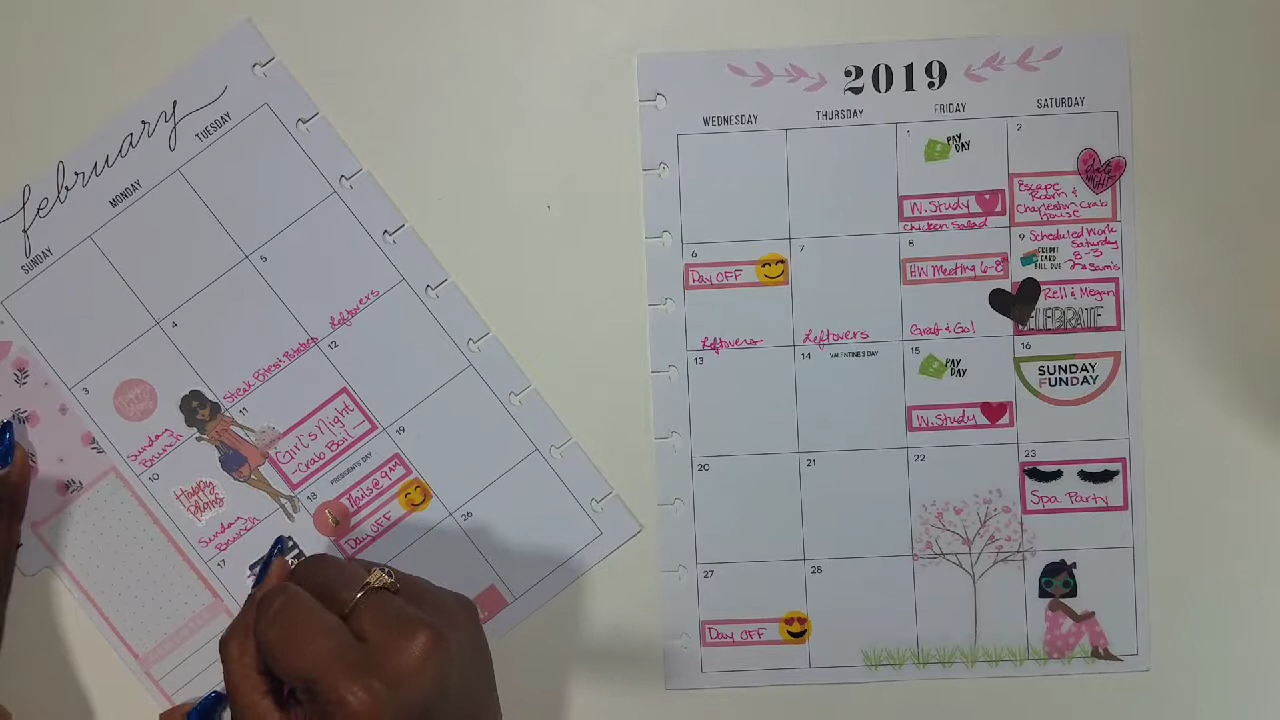 february
SUNDAY
MONDAY
TUESDAY
3
4
5
Sunday
Brunch
Steak Bites & Potatoes
Leftovers
10
11
12
Happy
Sunday
Brunch
Girl's Night
- Crab Boil -
17
18
19
PRESIDENTS DAY
Nails @ 9AM
Day OFF
26
2019
WEDNESDAY
THURSDAY
FRIDAY
SATURDAY
1
PAY
DAY
W. Study
Chicken Salad
2
date
NIGHT
Escape
Room &
Charleston Crab
House
6
Day OFF
Leftovers
7
Leftovers
8
HW Meeting 6-8
Grab & Go!
9
Scheduled Work
Saturday
8-3
CREDIT
CARD
BILL DUE
Sam's
Rell & Megan
CELEBRATE
13
14
VALENTINE'S DAY
15
PAY
DAY
W. Study
16
SUNDAY
FUNDAY
20
21
22
23
Spa Party
27
Day OFF
28